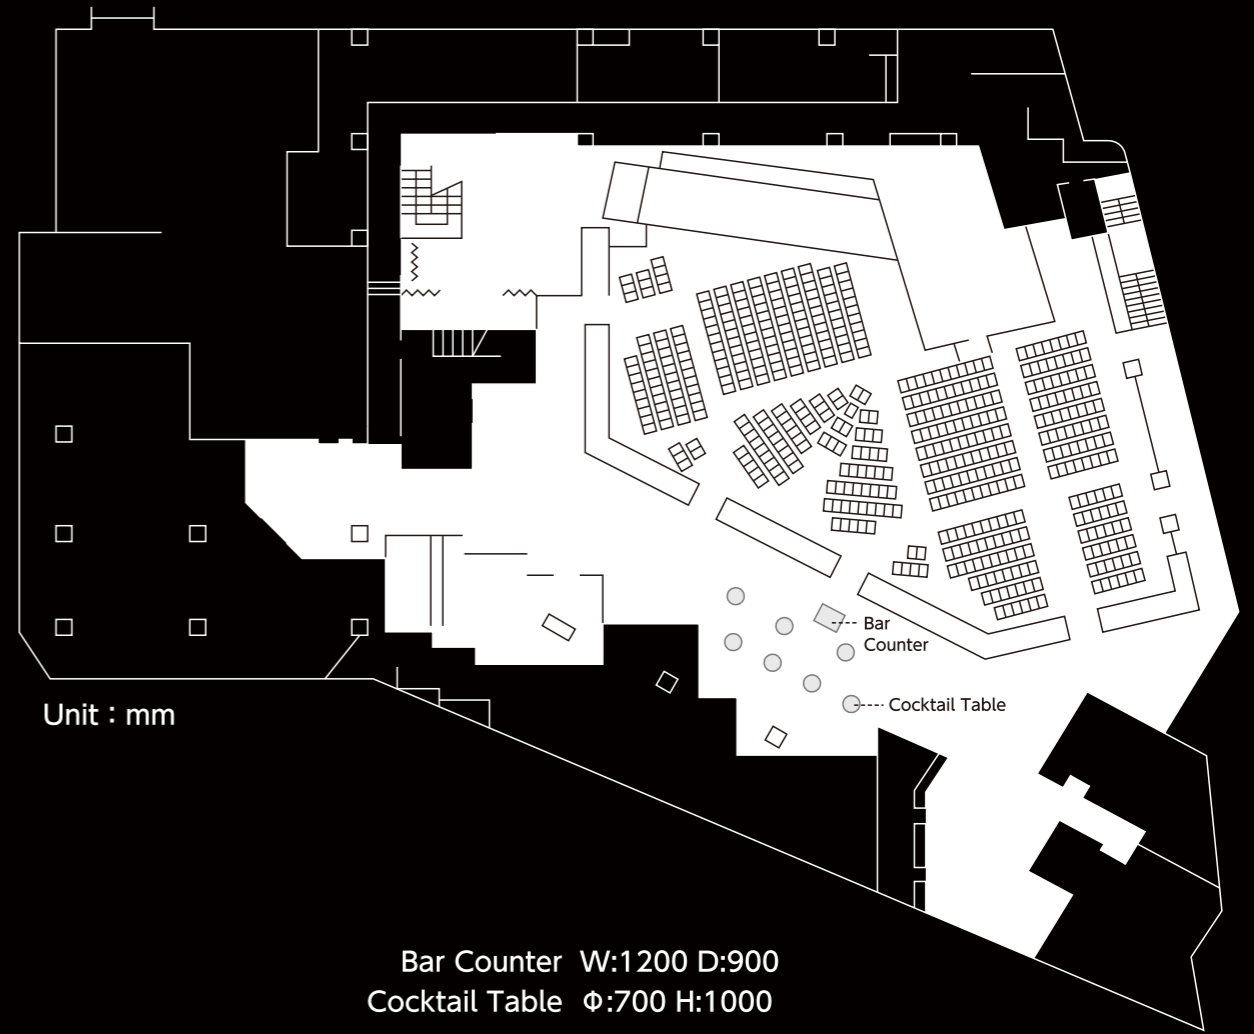 Bar
Counter
Cocktail Table
Unit : mm
Bar Counter W:1200 D:900
Cocktail Table Φ:700 H:1000